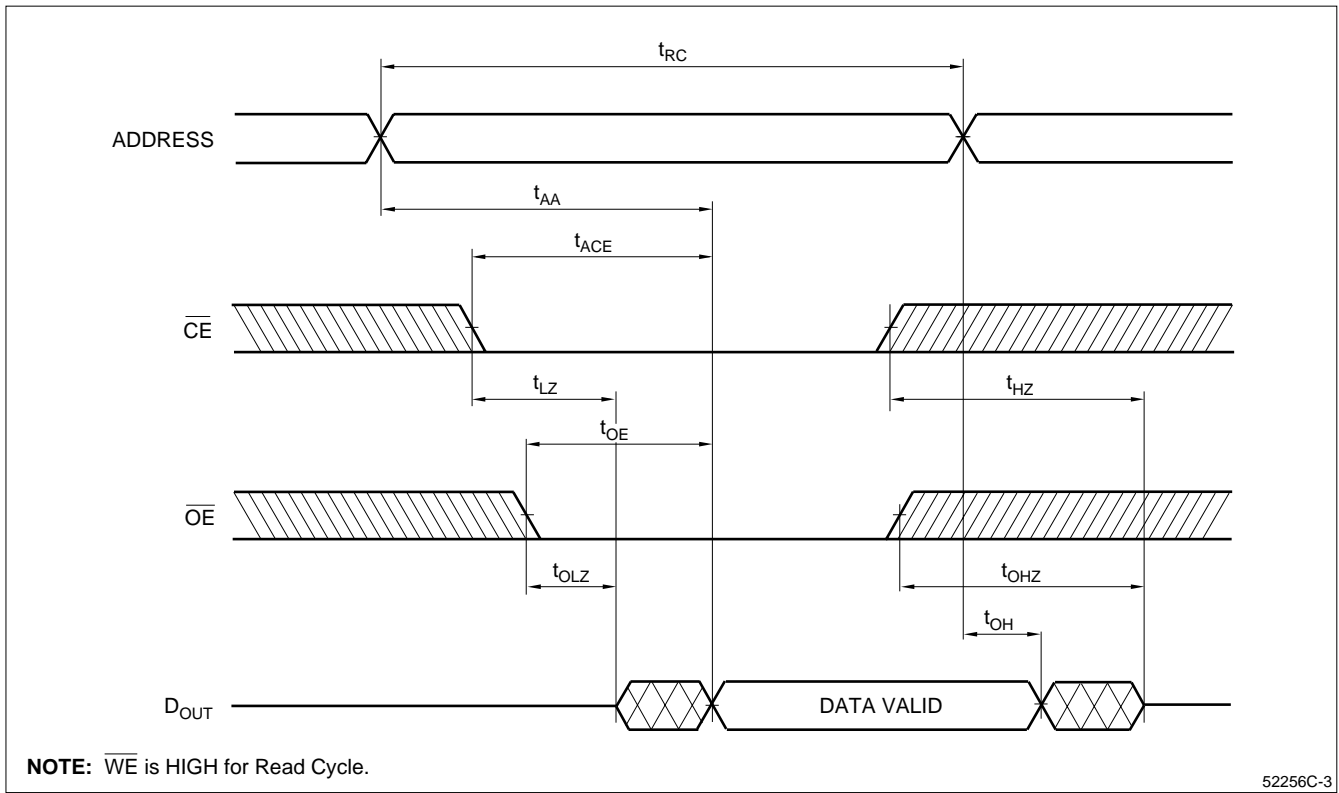 tRC
ADDRESS
tAA
tACE
CE
tLZ
tHZ
tOE
OE
tOLZ
tOHZ
tOH
DOUT
DATA VALID
NOTE: WE is HIGH for Read Cycle.
52256C-3